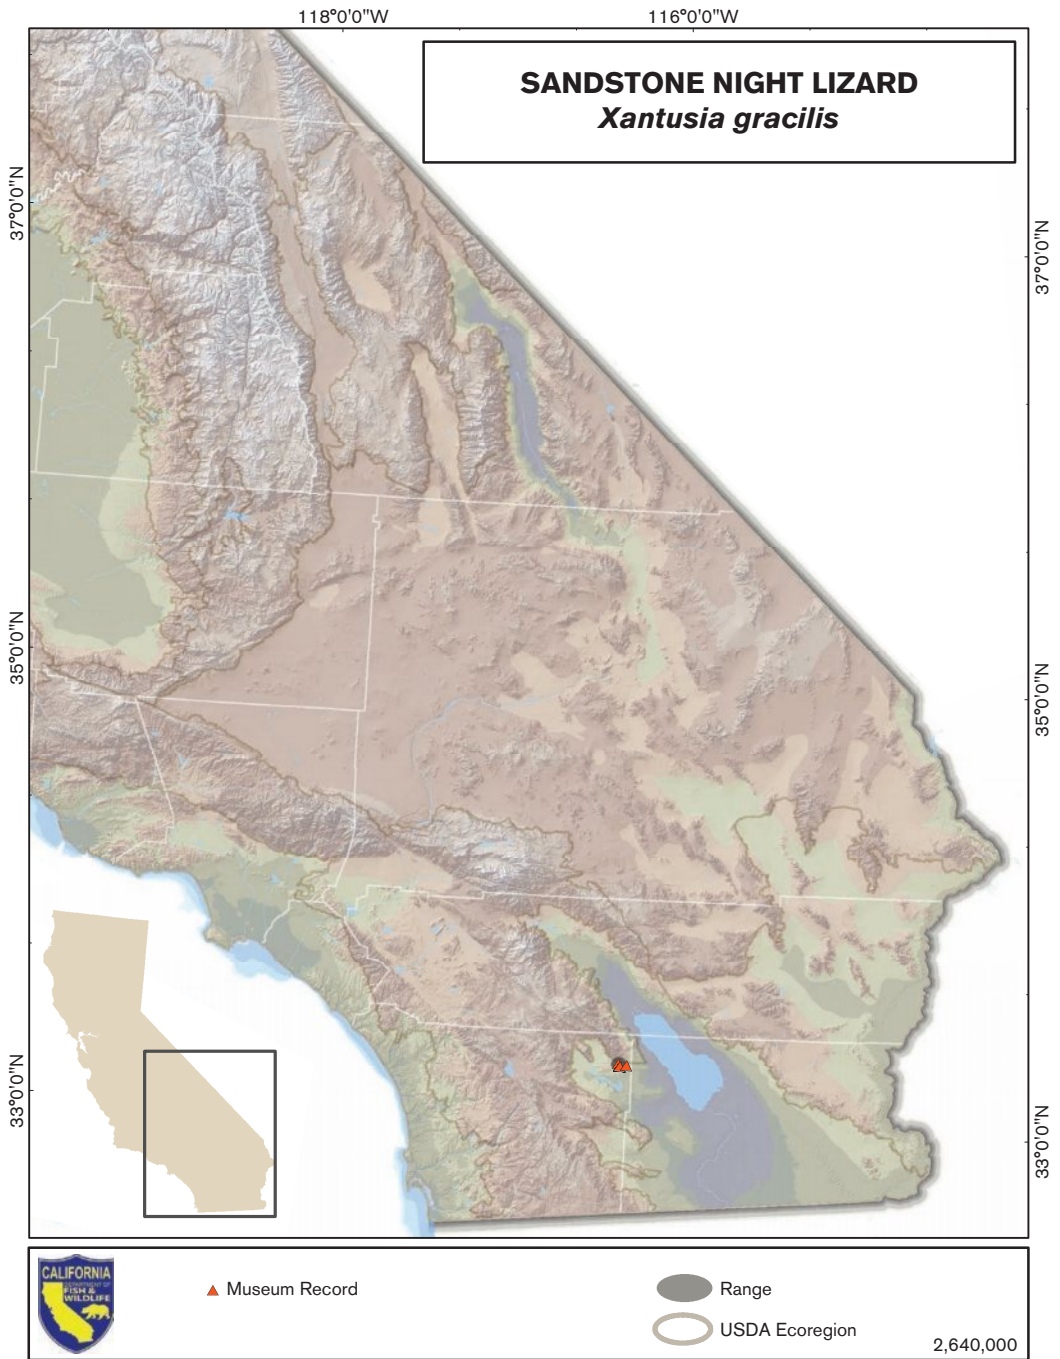 118°0'0"W
116°0'0"W
SANDSTONE NIGHT LIZARD
Xantusia gracilis
37°0'0"N
37°0'0"N
35°0'0"N
35°0'0"N
33°0'0"N
33°0'0"N
CALIFORNIA
DEPARTMENT OF
FISH &
WILDLIFE
Museum Record
Range
USDA Ecoregion
2,640,000